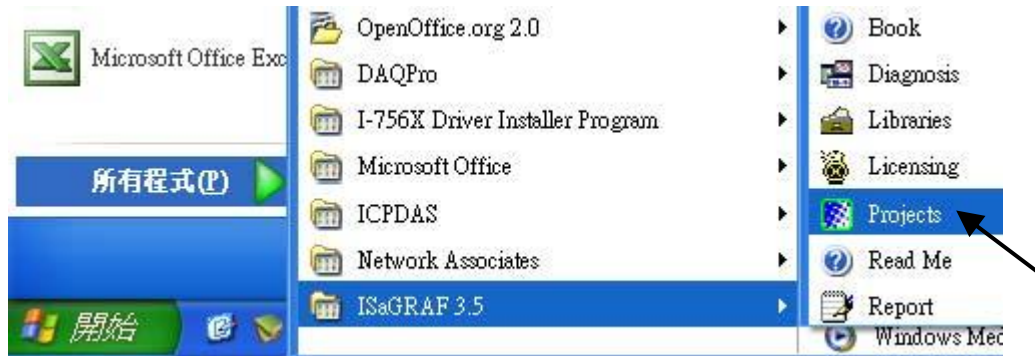 Microsoft Office Exc
所有程式(P)
開始
OpenOffice.org 2.0
DAQPro
I-756X Driver Installer Program
Microsoft Office
ICPDAS
Network Associates
ISaGRAF 3.5
Book
Diagnosis
Libraries
Licensing
Projects
Read Me
Report
Windows Med